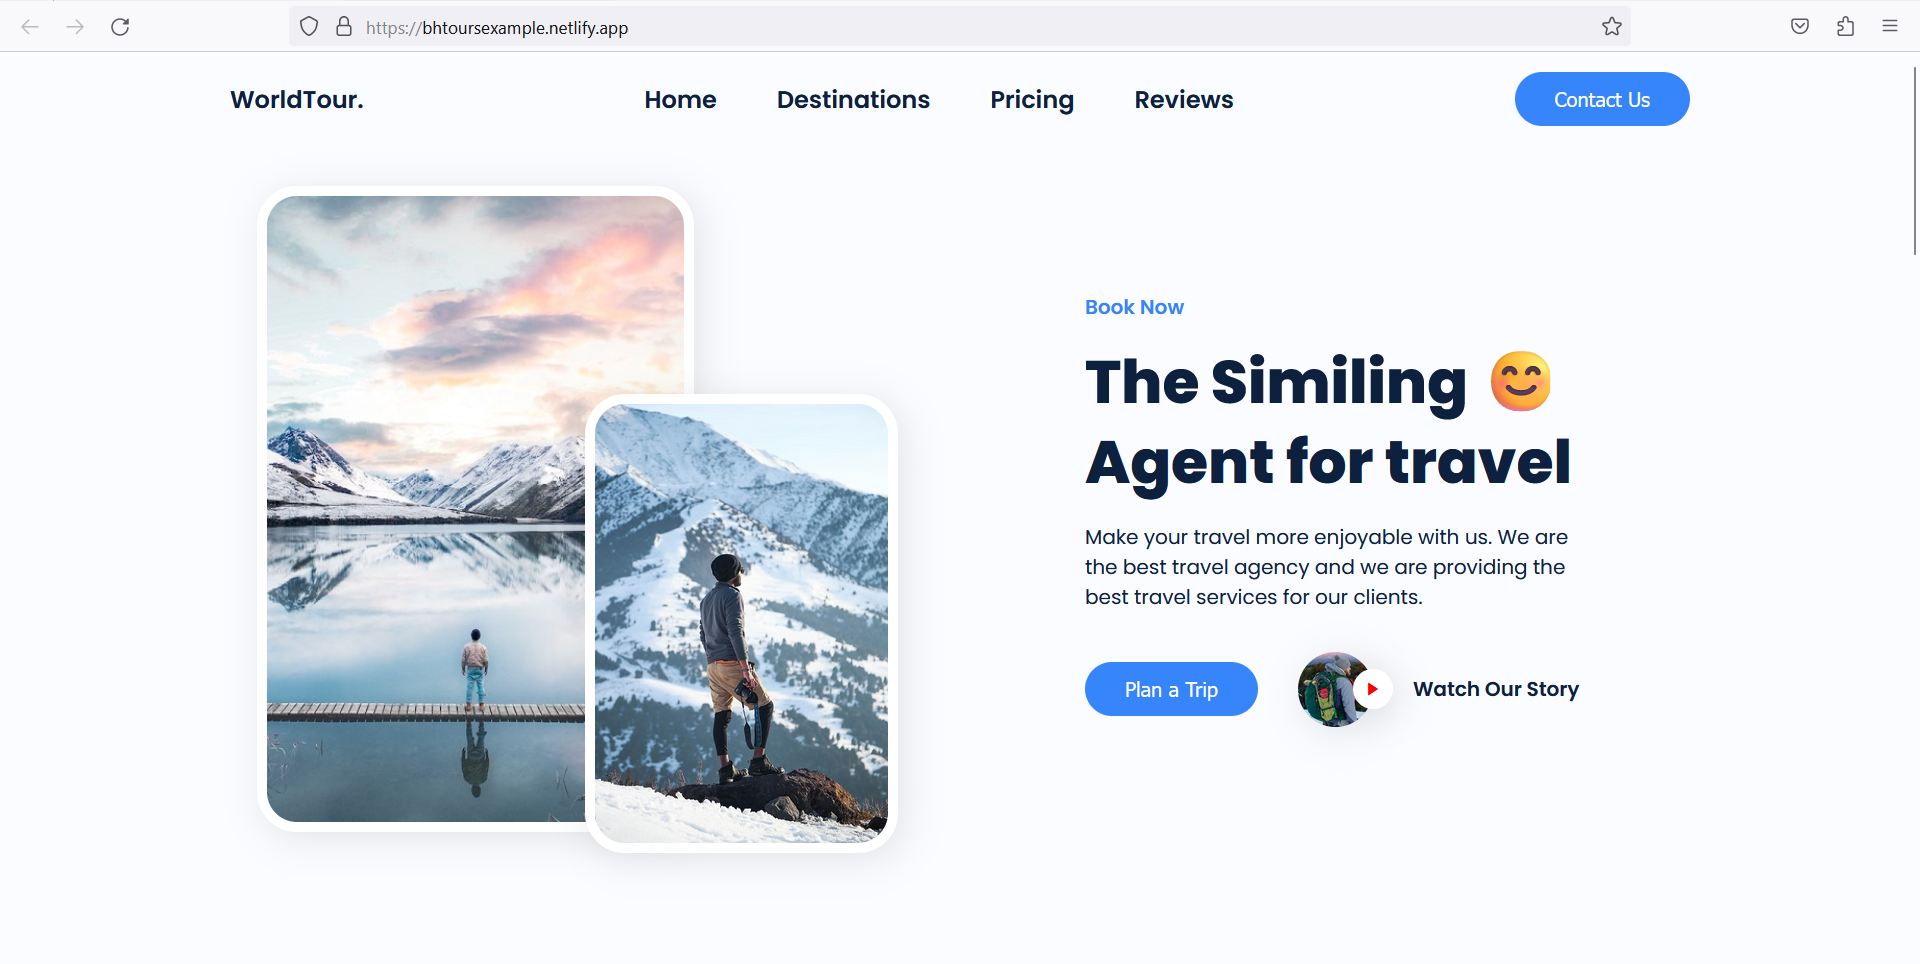 https://bhtoursexample.netlify.app
WorldTour.
Home
Destinations
Pricing
Reviews
Contact Us
Book Now
The Similing 😊
Agent for travel
Make your travel more enjoyable with us. We are
the best travel agency and we are providing the
best travel services for our clients.
Plan a Trip
Watch Our Story